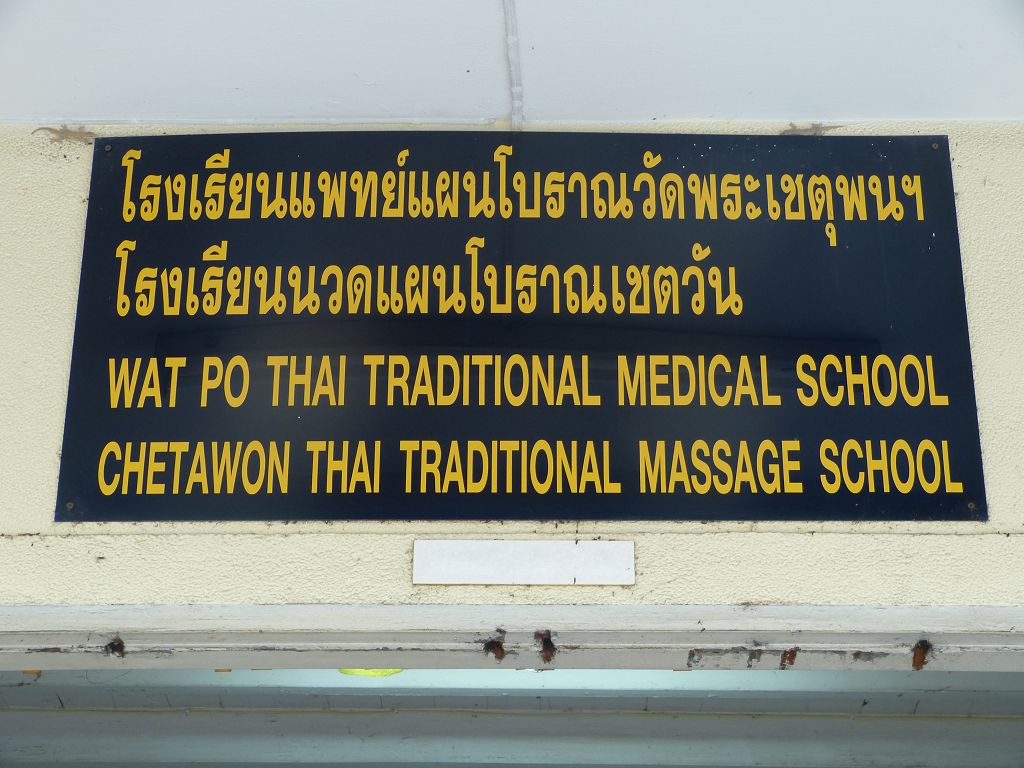 โรงเรียนแพทย์แผนโบราณวัดพระเชตุพนฯ
โรงเรียนนวดแผนโบราณเชตวัน
WAT PO THAI TRADITIONAL MEDICAL SCHOOL
CHETAWON THAI TRADITIONAL MASSAGE SCHOOL